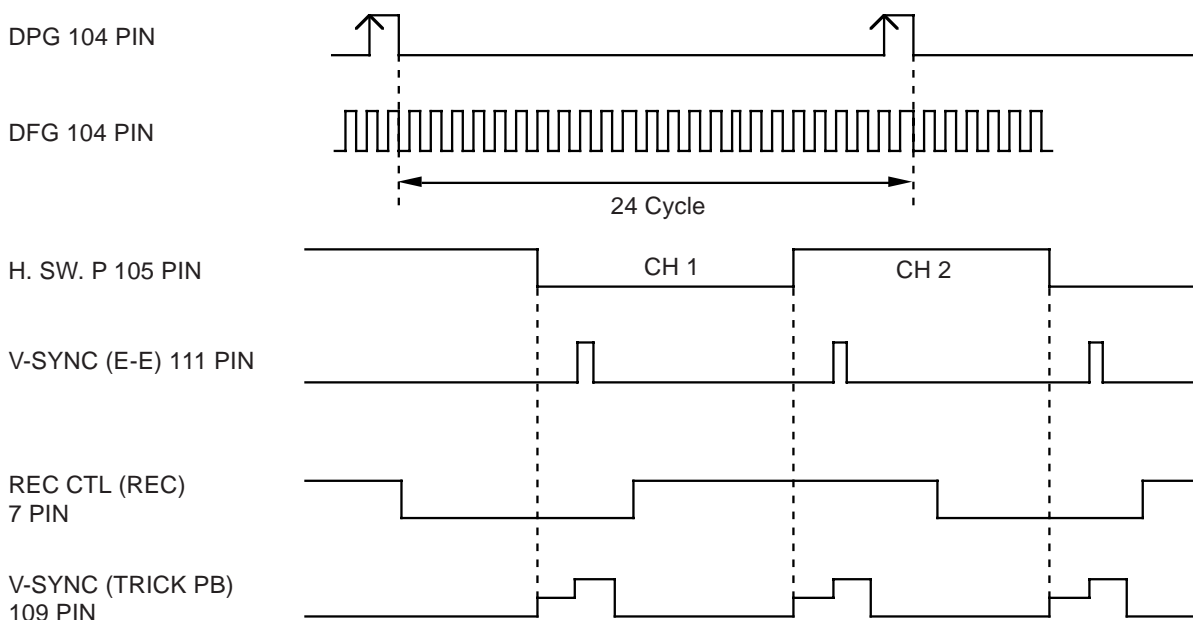 DPG 104 PIN
DFG 104 PIN
24 Cycle
H. SW. P 105 PIN
CH 1
CH 2
V-SYNC (E-E) 111 PIN
REC CTL (REC)
7 PIN
V-SYNC (TRICK PB)
109 PIN